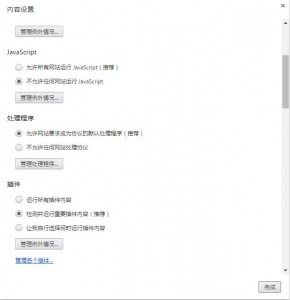 内容设置
管理例外情况...
JavaScript
允许所有网站运行 JavaScript（推荐）
不允许任何网站运行 JavaScript
管理例外情况...
处理程序
允许网站要求成为协议的默认处理程序（推荐）
不允许任何网站处理协议
管理处理程序...
插件
运行所有插件内容
检测并运行重要插件内容（推荐）
让我自行选择何时运行插件内容
管理例外情况...
管理各个插件...
完成